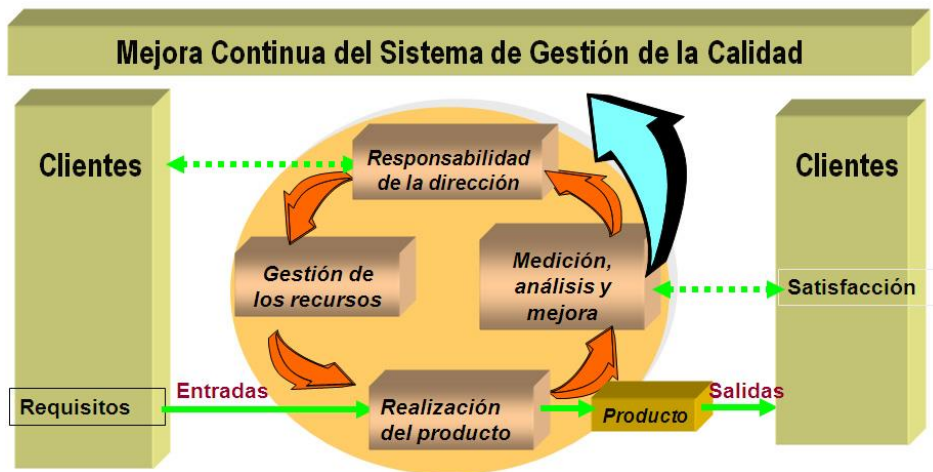 Mejora Continua del Sistema de Gestión de la Calidad
Clientes
Responsabilidad
de la dirección
Clientes
Gestión de
los recursos
Medición,
análisis y
mejora
Satisfacción
Requisitos
Entradas
Realización
del producto
Producto
Salidas